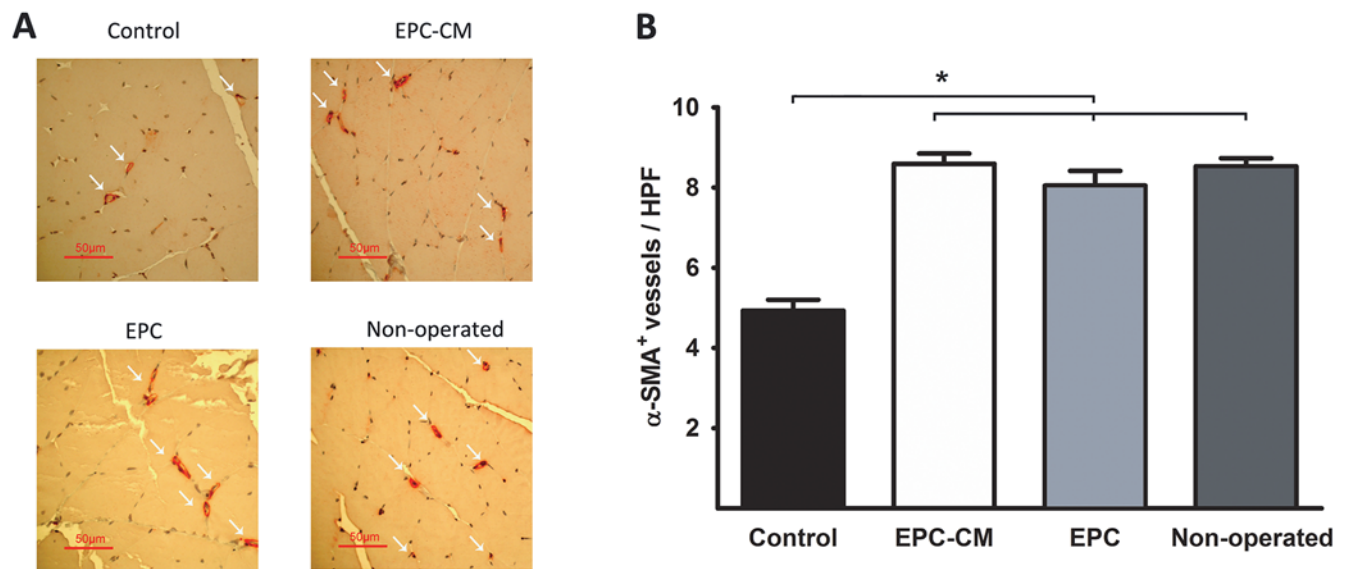 A
Control
EPC-CM
50µm
50µm
EPC
Non-operated
50µm
50µm
B
*
α-SMA⁺ vessels / HPF
10
8
6
4
2
Control
EPC-CM
EPC
Non-operated